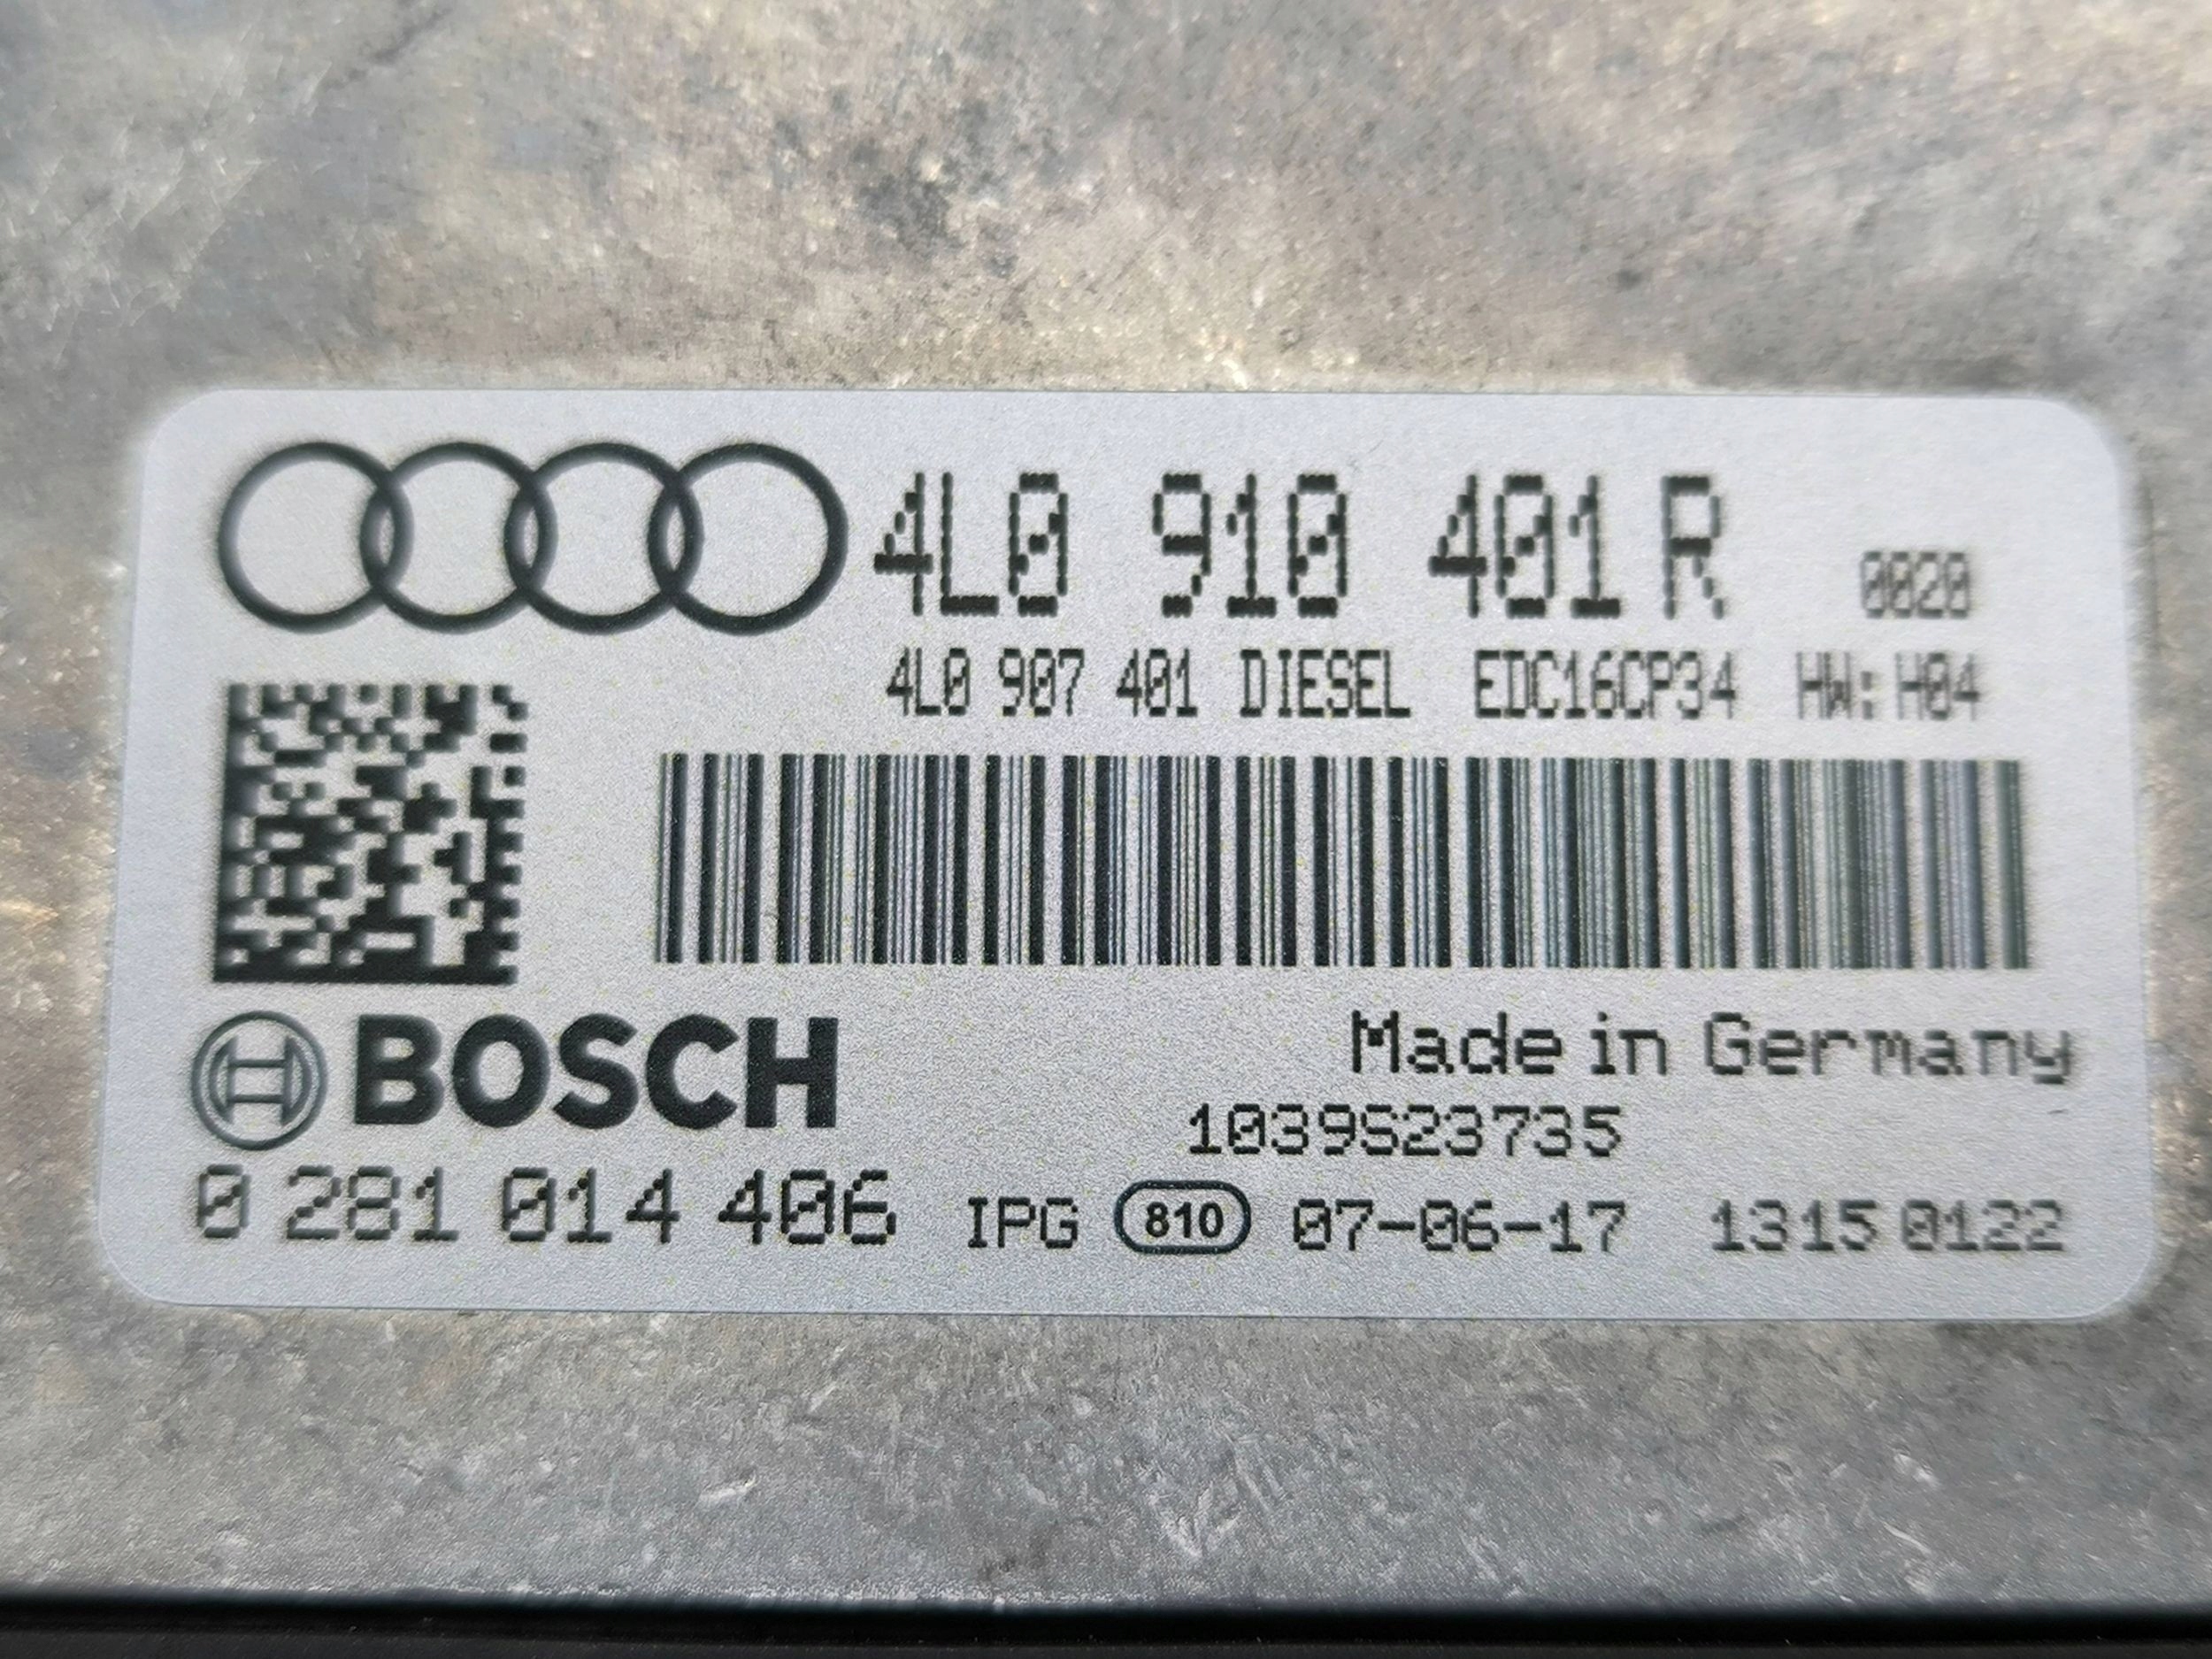 4L0 910 401 R 0020
4L0 907 401 DIESEL EDC16CP34 HW: H04
BOSCH
Made in Germany
1039S23735
0 281 014 406 IPG 810 07-06-17 1315 0122